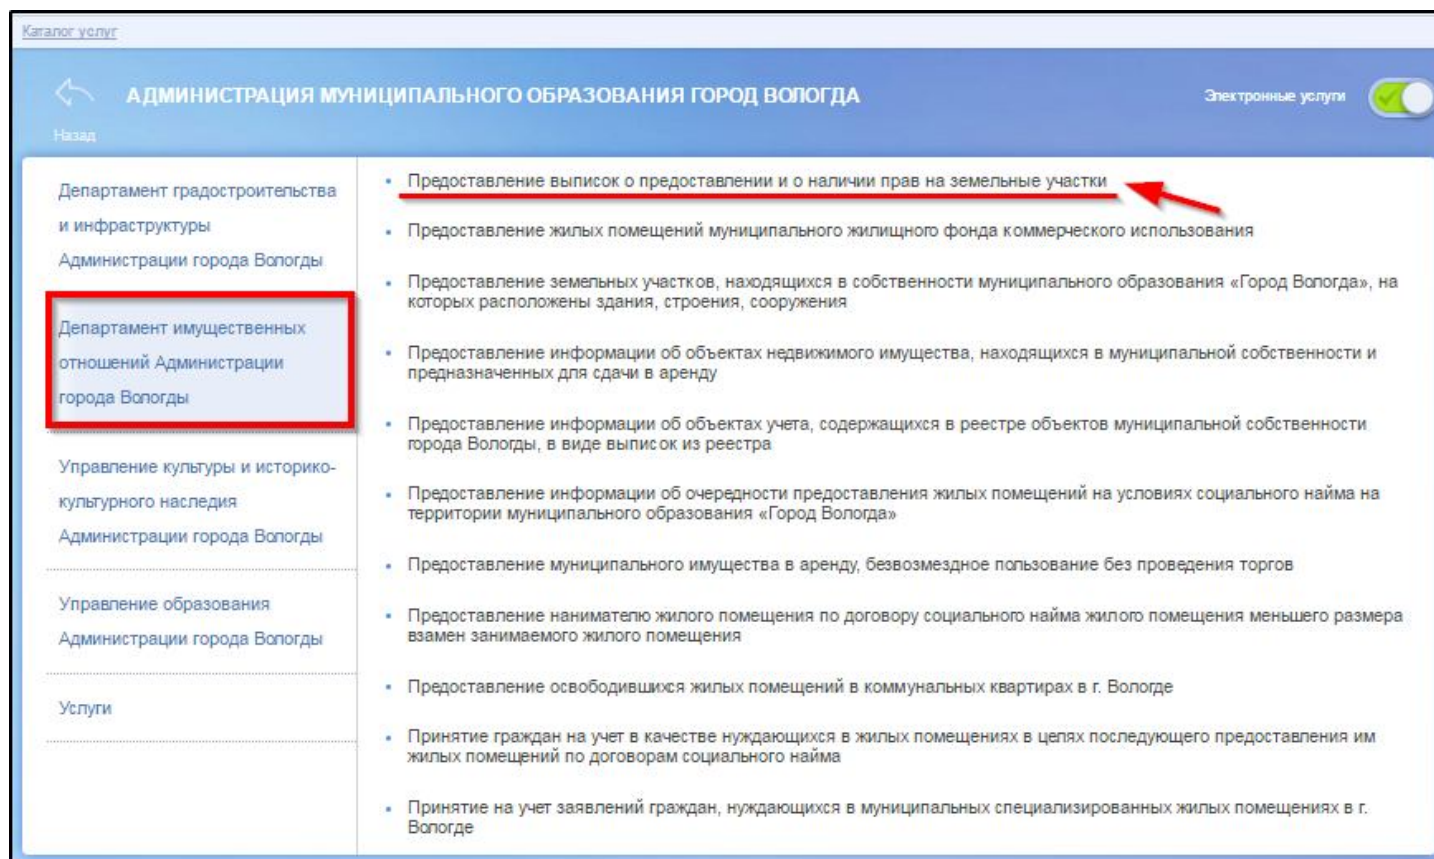 Каталог услуг
АДМИНИСТРАЦИЯ МУНИЦИПАЛЬНОГО ОБРАЗОВАНИЯ ГОРОД ВОЛОГДА
Электронные услуги
Назад
Департамент градостроительства
и инфраструктуры
Администрации города Вологды
Департамент имущественных
отношений Администрации
города Вологды
Управление культуры и историко-
культурного наследия
Администрации города Вологды
Управление образования
Администрации города Вологды
Услуги
Предоставление выписок о предоставлении и о наличии прав на земельные участки
Предоставление жилых помещений муниципального жилищного фонда коммерческого использования
Предоставление земельных участков, находящихся в собственности муниципального образования «Город Вологда», на
которых расположены здания, строения, сооружения
Предоставление информации об объектах недвижимого имущества, находящихся в муниципальной собственности и
предназначенных для сдачи в аренду
Предоставление информации об объектах учета, содержащихся в реестре объектов муниципальной собственности
города Вологды, в виде выписок из реестра
Предоставление информации об очередности предоставления жилых помещений на условиях социального найма на
территории муниципального образования «Город Вологда»
Предоставление муниципального имущества в аренду, безвозмездное пользование без проведения торгов
Предоставление нанимателю жилого помещения по договору социального найма жилого помещения меньшего размера
взамен занимаемого жилого помещения
Предоставление освободившихся жилых помещений в коммунальных квартирах в г. Вологде
Принятие граждан на учет в качестве нуждающихся в жилых помещениях в целях последующего предоставления им
жилых помещений по договорам социального найма
Принятие на учет заявлений граждан, нуждающихся в муниципальных специализированных жилых помещениях в г.
Вологде